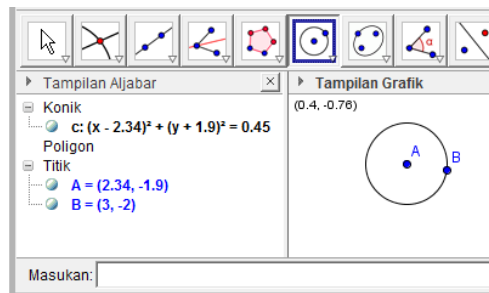 α
Tampilan Aljabar
Tampilan Grafik
Konik
c: (x - 2.34)² + (y + 1.9)² = 0.45
Poligon
Titik
A = (2.34, -1.9)
B = (3, -2)
(0.4, -0.76)
A
B
Masukan: